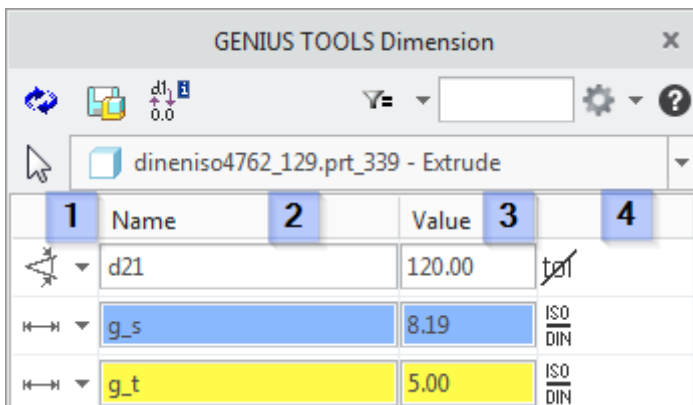 GENIUS TOOLS Dimension
d1 i
0.0
=
?
dineniso4762_129.prt_339 - Extrude
1 Name 2 Value 3 4
d21 120.00 tol
g_s 8.19 ISO DIN
g_t 5.00 ISO DIN